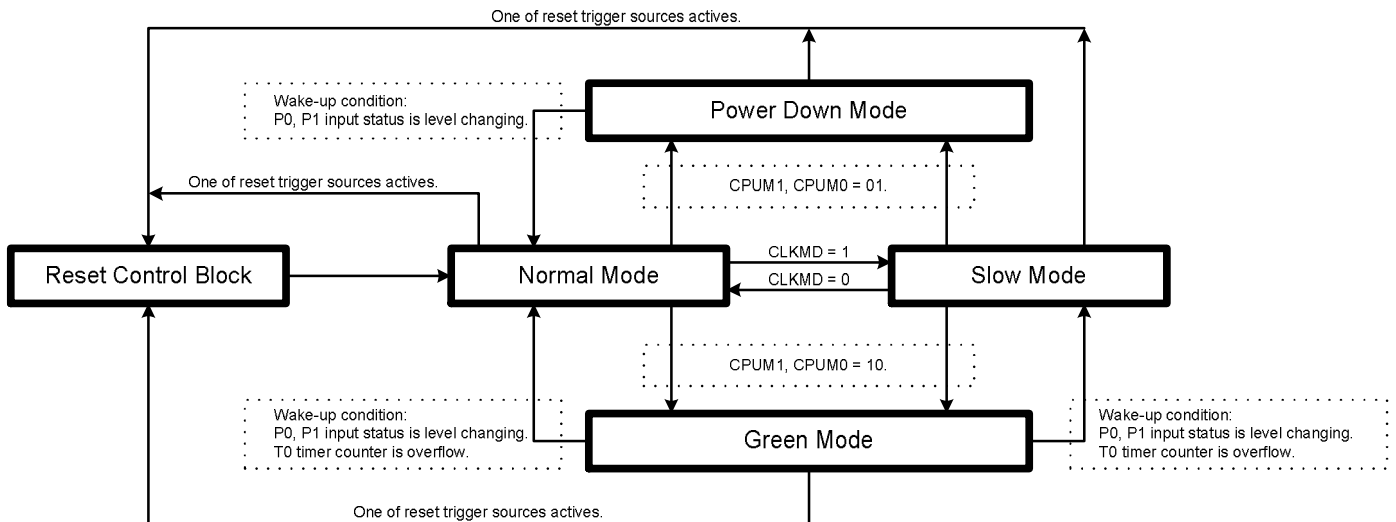 One of reset trigger sources actives.
Wake-up condition:
P0, P1 input status is level changing.
Power Down Mode
One of reset trigger sources actives.
CPUM1, CPUM0 = 01.
Reset Control Block
Normal Mode
CLKMD = 1
CLKMD = 0
Slow Mode
CPUM1, CPUM0 = 10.
Wake-up condition:
P0, P1 input status is level changing.
T0 timer counter is overflow.
Green Mode
Wake-up condition:
P0, P1 input status is level changing.
T0 timer counter is overflow.
One of reset trigger sources actives.